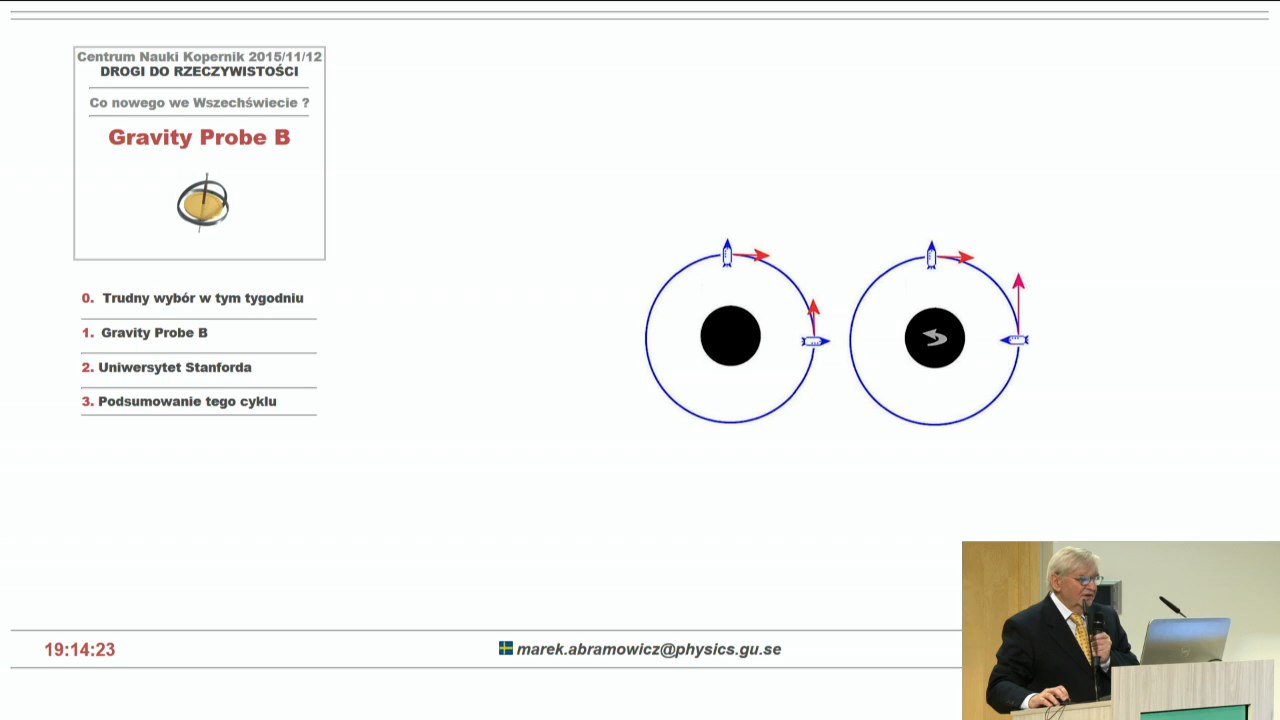 Centrum Nauki Kopernik 2015/11/12
DROGI DO RZECZYWISTOŚCI
Co nowego we Wszechświecie ?
Gravity Probe B
0. Trudny wybór w tym tygodniu
1. Gravity Probe B
2. Uniwersytet Stanforda
3. Podsumowanie tego cyklu
19:14:23
marek.abramowicz@physics.gu.se